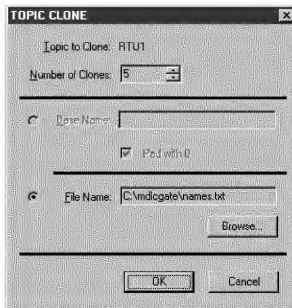 TOPIC CLONE
Topic to Clone: RTU1
Number of Clones: 5
Base Name:
Pad with 0
File Name: C:\mdlcgate\names.txt
Browse...
OK
Cancel